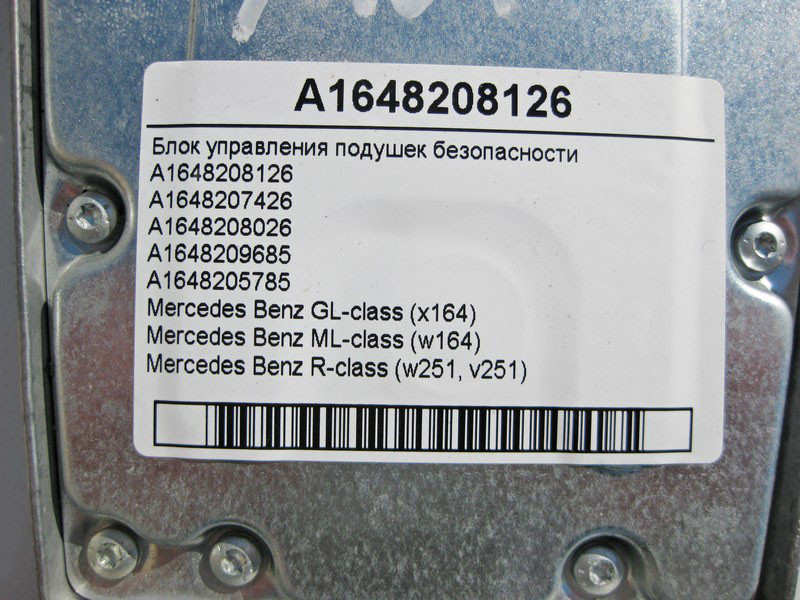 A1648208126
Блок управления подушек безопасности
A1648208126
A1648207426
A1648208026
A1648209685
A1648205785
Mercedes Benz GL-class (x164)
Mercedes Benz ML-class (w164)
Mercedes Benz R-class (w251, v251)